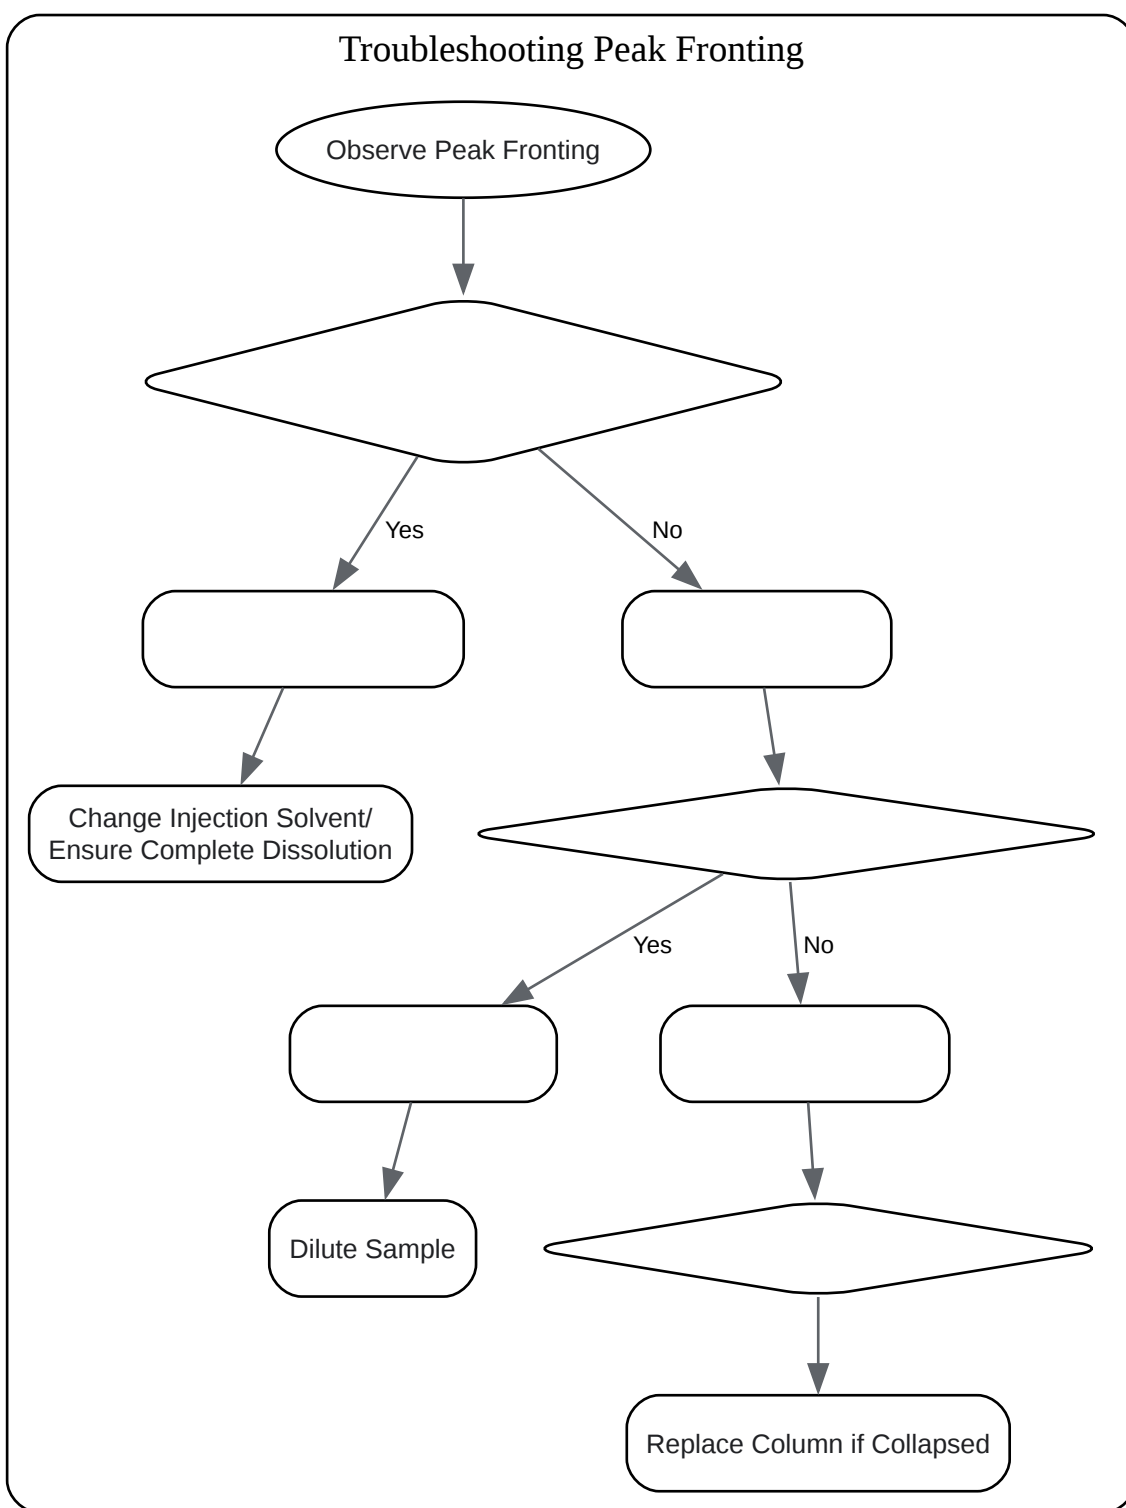 Troubleshooting Peak Fronting
Observe Peak Fronting
Yes
No
Change Injection Solvent/
Ensure Complete Dissolution
Yes
No
Dilute Sample
Replace Column if Collapsed